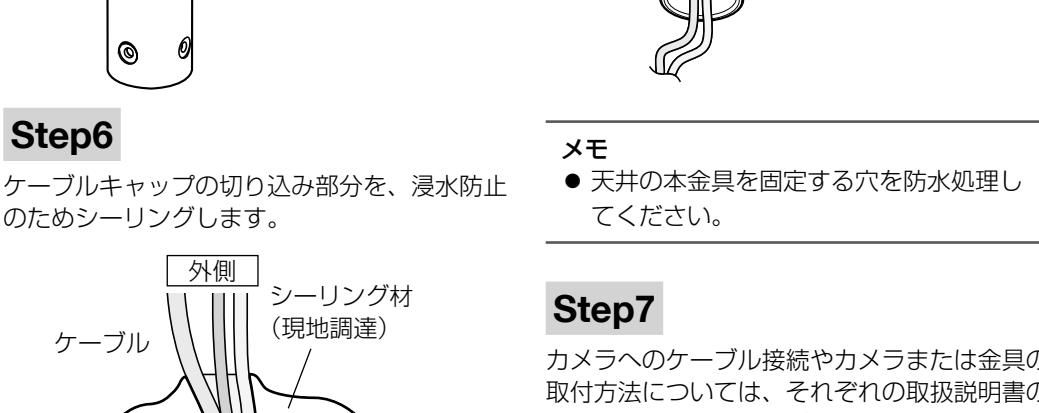 Step6
ケーブルキャップの切り込み部分を、浸水防止
のためシーリングします。
外側
シーリング材
（現地調達）
ケーブル
メモ
● 天井の本金具を固定する穴を防水処理し
てください。
Step7
カメラへのケーブル接続やカメラまたは金具の
取付方法については、それぞれの取扱説明書の